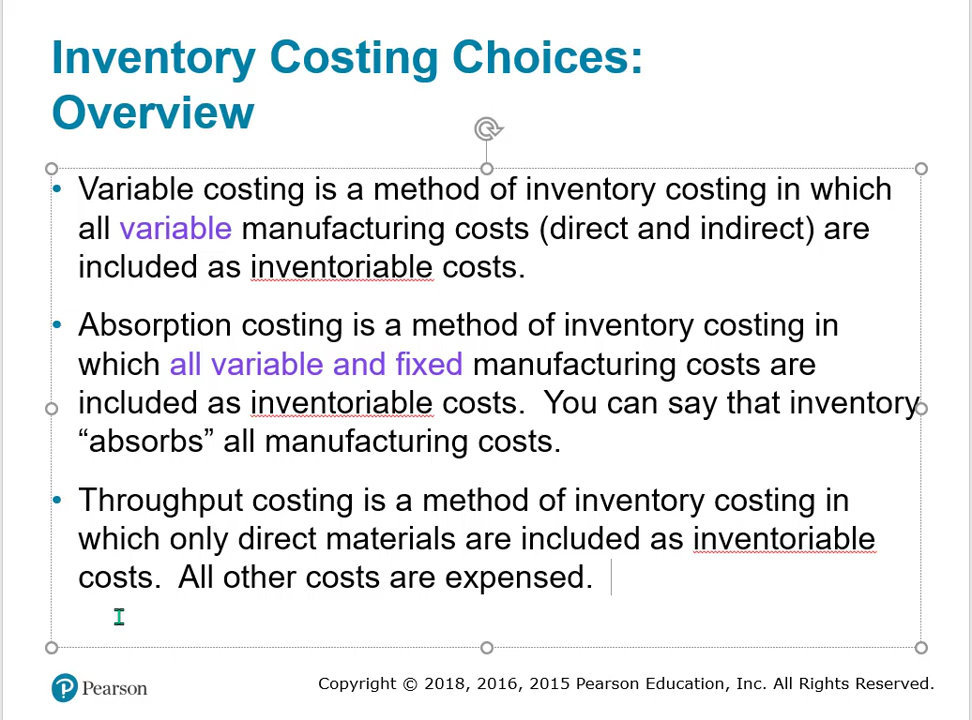 Inventory Costing Choices:
Overview
• Variable costing is a method of inventory costing in which
all variable manufacturing costs (direct and indirect) are
included as inventoriable costs.
• Absorption costing is a method of inventory costing in
which all variable and fixed manufacturing costs are
included as inventoriable costs.  You can say that inventory
“absorbs” all manufacturing costs.
• Throughput costing is a method of inventory costing in
which only direct materials are included as inventoriable
costs.  All other costs are expensed.
Pearson
Copyright © 2018, 2016, 2015 Pearson Education, Inc. All Rights Reserved.